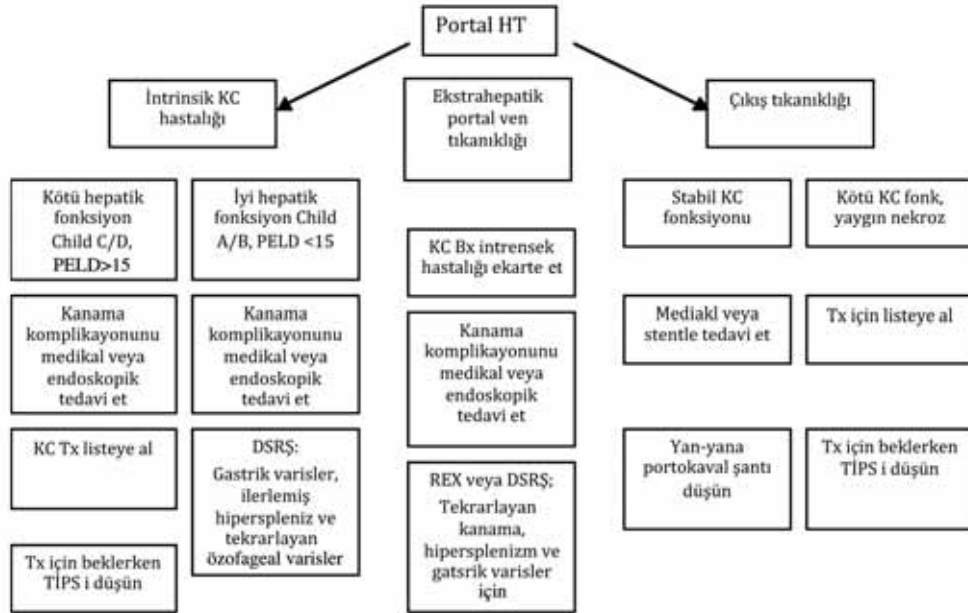 Portal HT
İntrinsik KC
hastalığı
Ekstrahepatik
portal ven
tıkanıklığı
Çıkış tıkanıklığı
Kötü hepatik
fonksiyon
Child C/D,
PELD>15
İyi hepatik
fonksiyon Child
A/B, PELD <15
KC Bx intrensek
hastalığı ekarte et
Stabil KC
fonksiyonu
Kötü KC fonk,
yaygın nekroz
Kanama
komplikayonunu
medikal veya
endoskopik
tedavi et
Kanama
komplikayonunu
medikal veya
endoskopik
tedavi et
Kanama
komplikayonunu
medikal veya
endoskopik
tedavi et
Mediakl veya
stentle tedavi et
Tx için listeye al
KC Tx listeye al
DSRŞ:
Gastrik varisler,
ilerlemiş
hiperspleniz ve
tekrarlayan
özofageal varisler
REX veya DSRŞ;
Tekrarlayan
kanama,
hipersplenizm ve
gatsrik varisler
için
Yan-yana
portokaval şantı
düşün
Tx için beklerken
TİPS i düşün
Tx için beklerken
TİPS i düşün